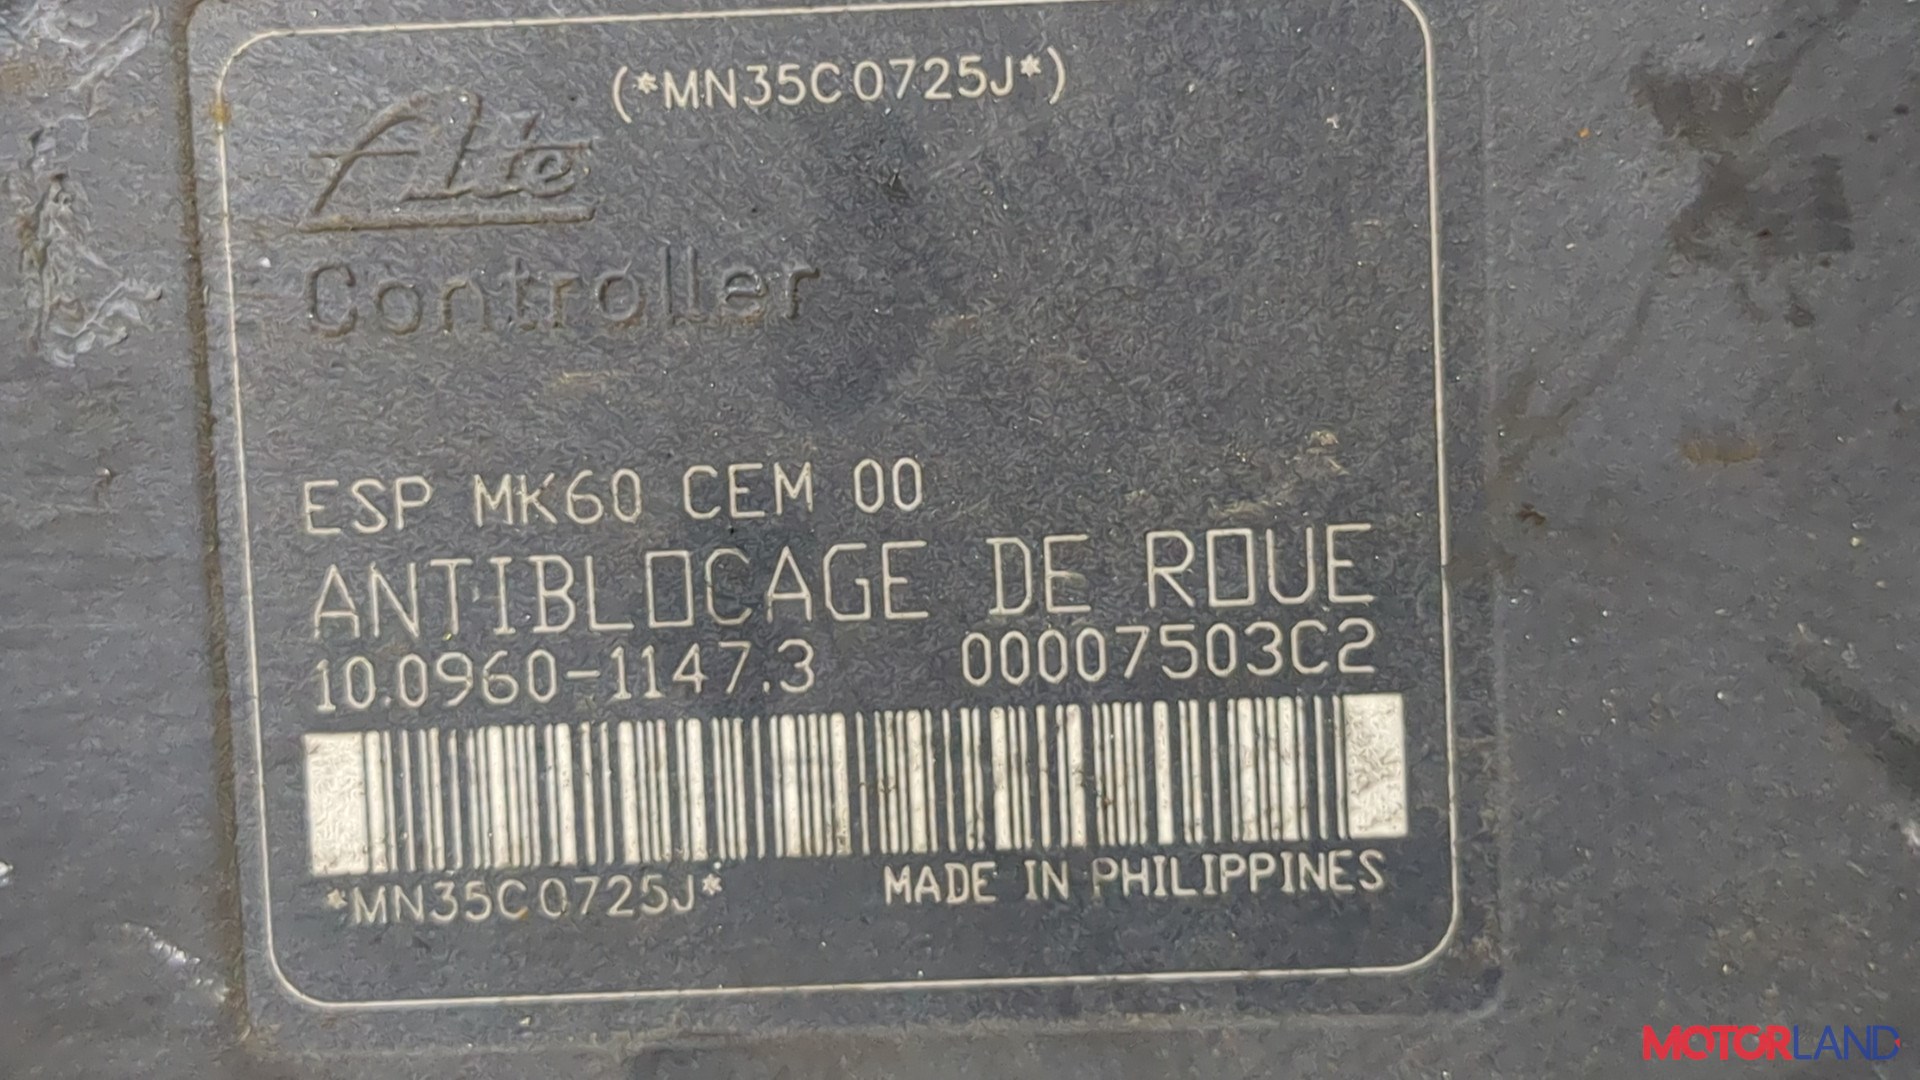 (*MN35C0725J*)
Ate
Controller
ESP MK60 CEM 00
ANTIBLOCAGE DE ROUE
10.0960-1147.3 00007503C2
*MN35C0725J* MADE IN PHILIPPINES
MOTORLAND